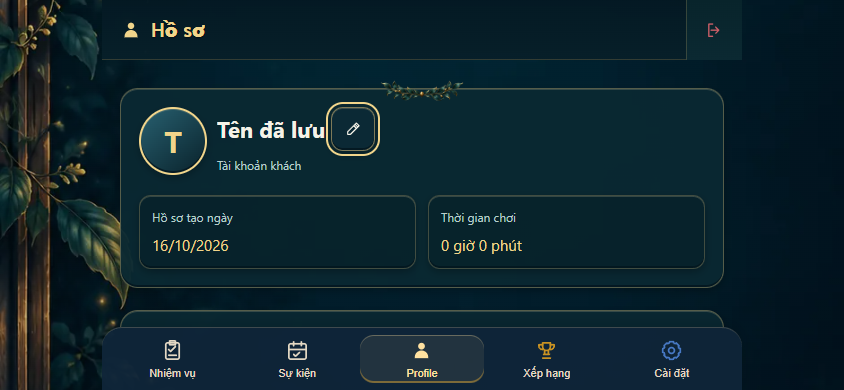 Hồ sơ
T
Tên đã lưu
Tài khoản khách
Hồ sơ tạo ngày
16/10/2026
Thời gian chơi
0 giờ 0 phút
Nhiệm vụ
Sự kiện
Profile
Xếp hạng
Cài đặt